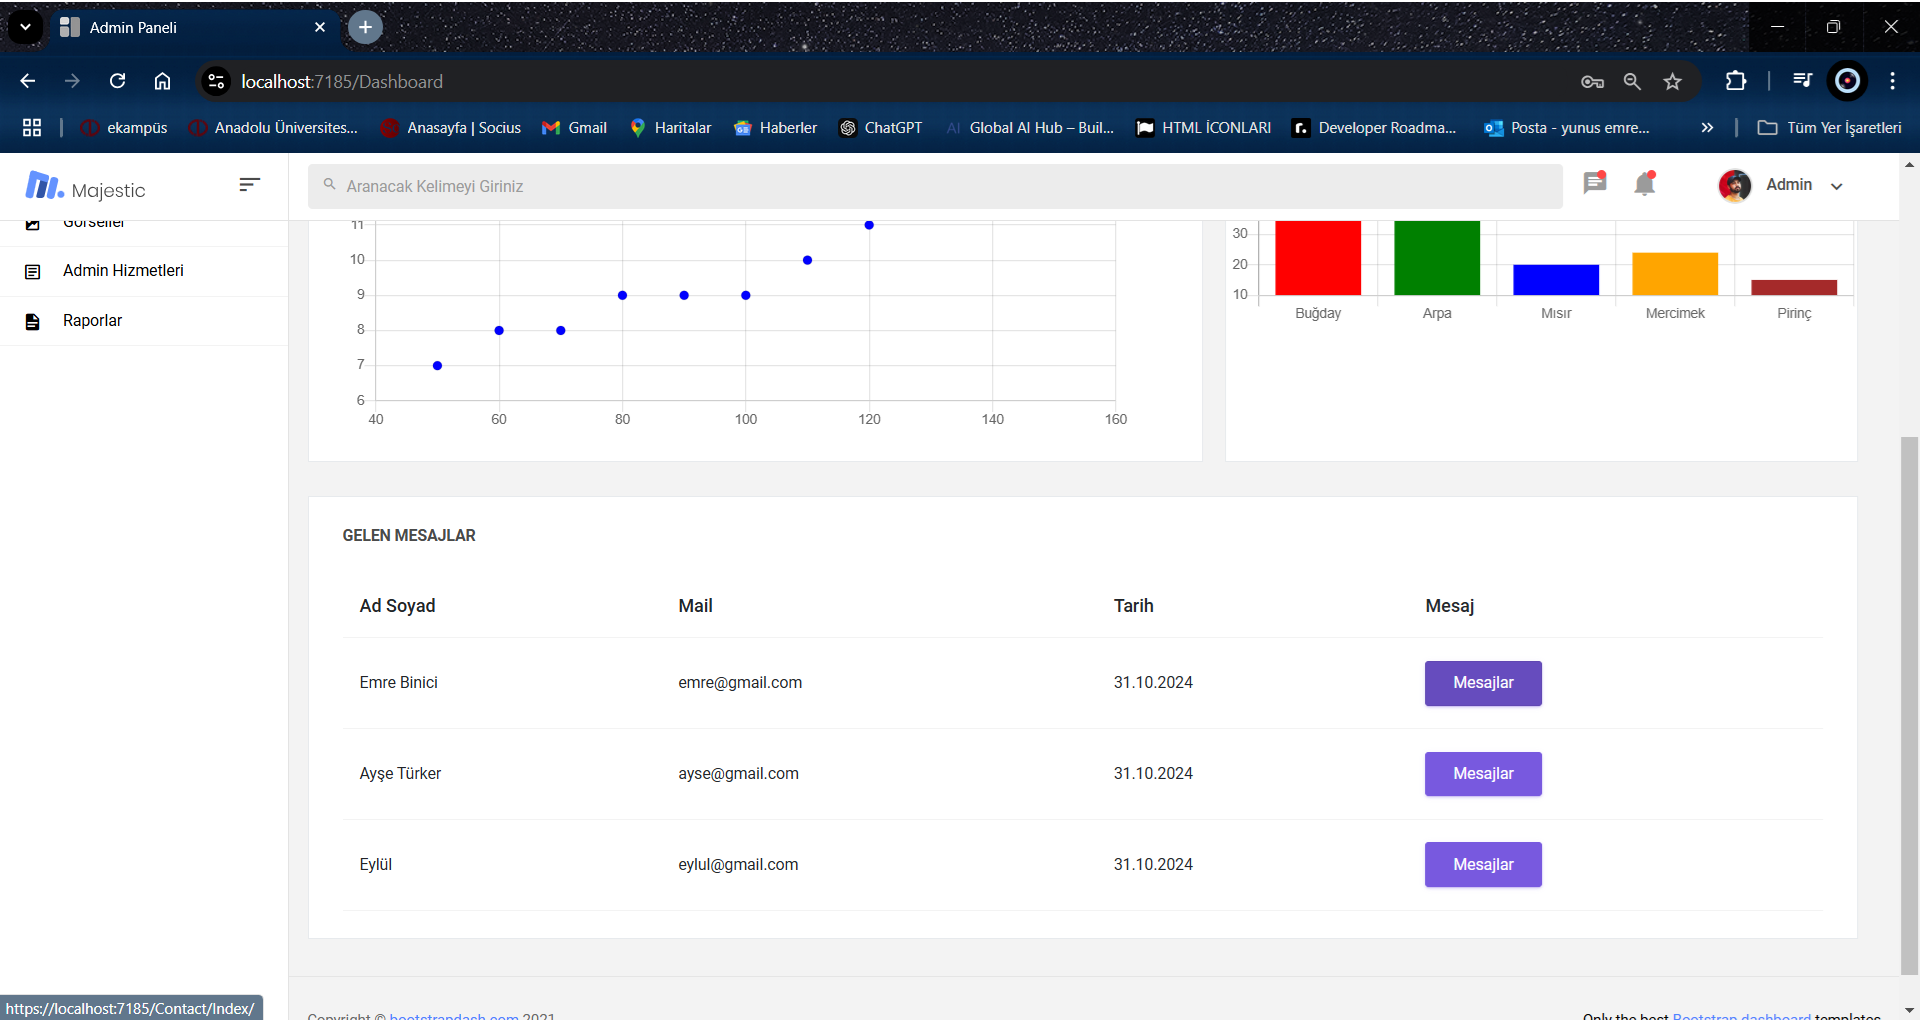 Admin Paneli
localhost:7185/Dashboard
ekampüs
Anadolu Üniversites...
Anasayfa | Socius
Gmail
Haritalar
Haberler
ChatGPT
AI Global AI Hub – Buil...
HTML İCONLARI
r. Developer Roadma...
Posta - yunus emre...
»
Tüm Yer İşaretleri
Majestic
Aranacak Kelimeyi Giriniz
Admin
Görseller
Admin Hizmetleri
Raporlar
11
10
9
8
7
6
40 60 80 100 120 140 160
30
20
10
Buğday Arpa Mısır Mercimek Pirinç
GELEN MESAJLAR
Ad Soyad Mail Tarih Mesaj
Emre Binici emre@gmail.com 31.10.2024 Mesajlar
Ayşe Türker ayse@gmail.com 31.10.2024 Mesajlar
Eylül eylul@gmail.com 31.10.2024 Mesajlar
Copyright © bootstrapdash.com 2021
Only the best Bootstrap dashboard templates
https://localhost:7185/Contact/Index/